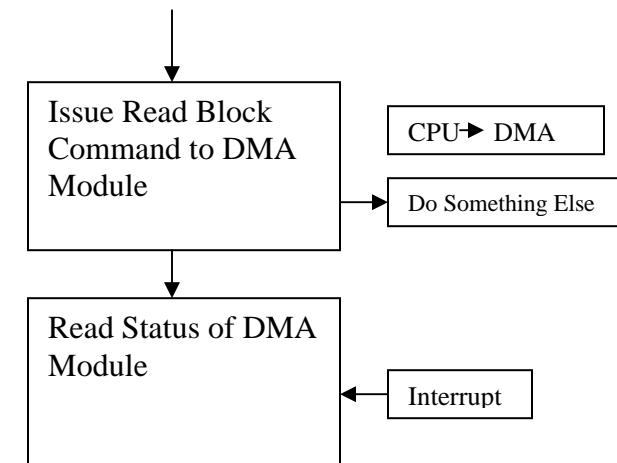 Issue Read Block
Command to DMA
Module
CPU DMA
Do Something Else
Read Status of DMA
Module
Interrupt